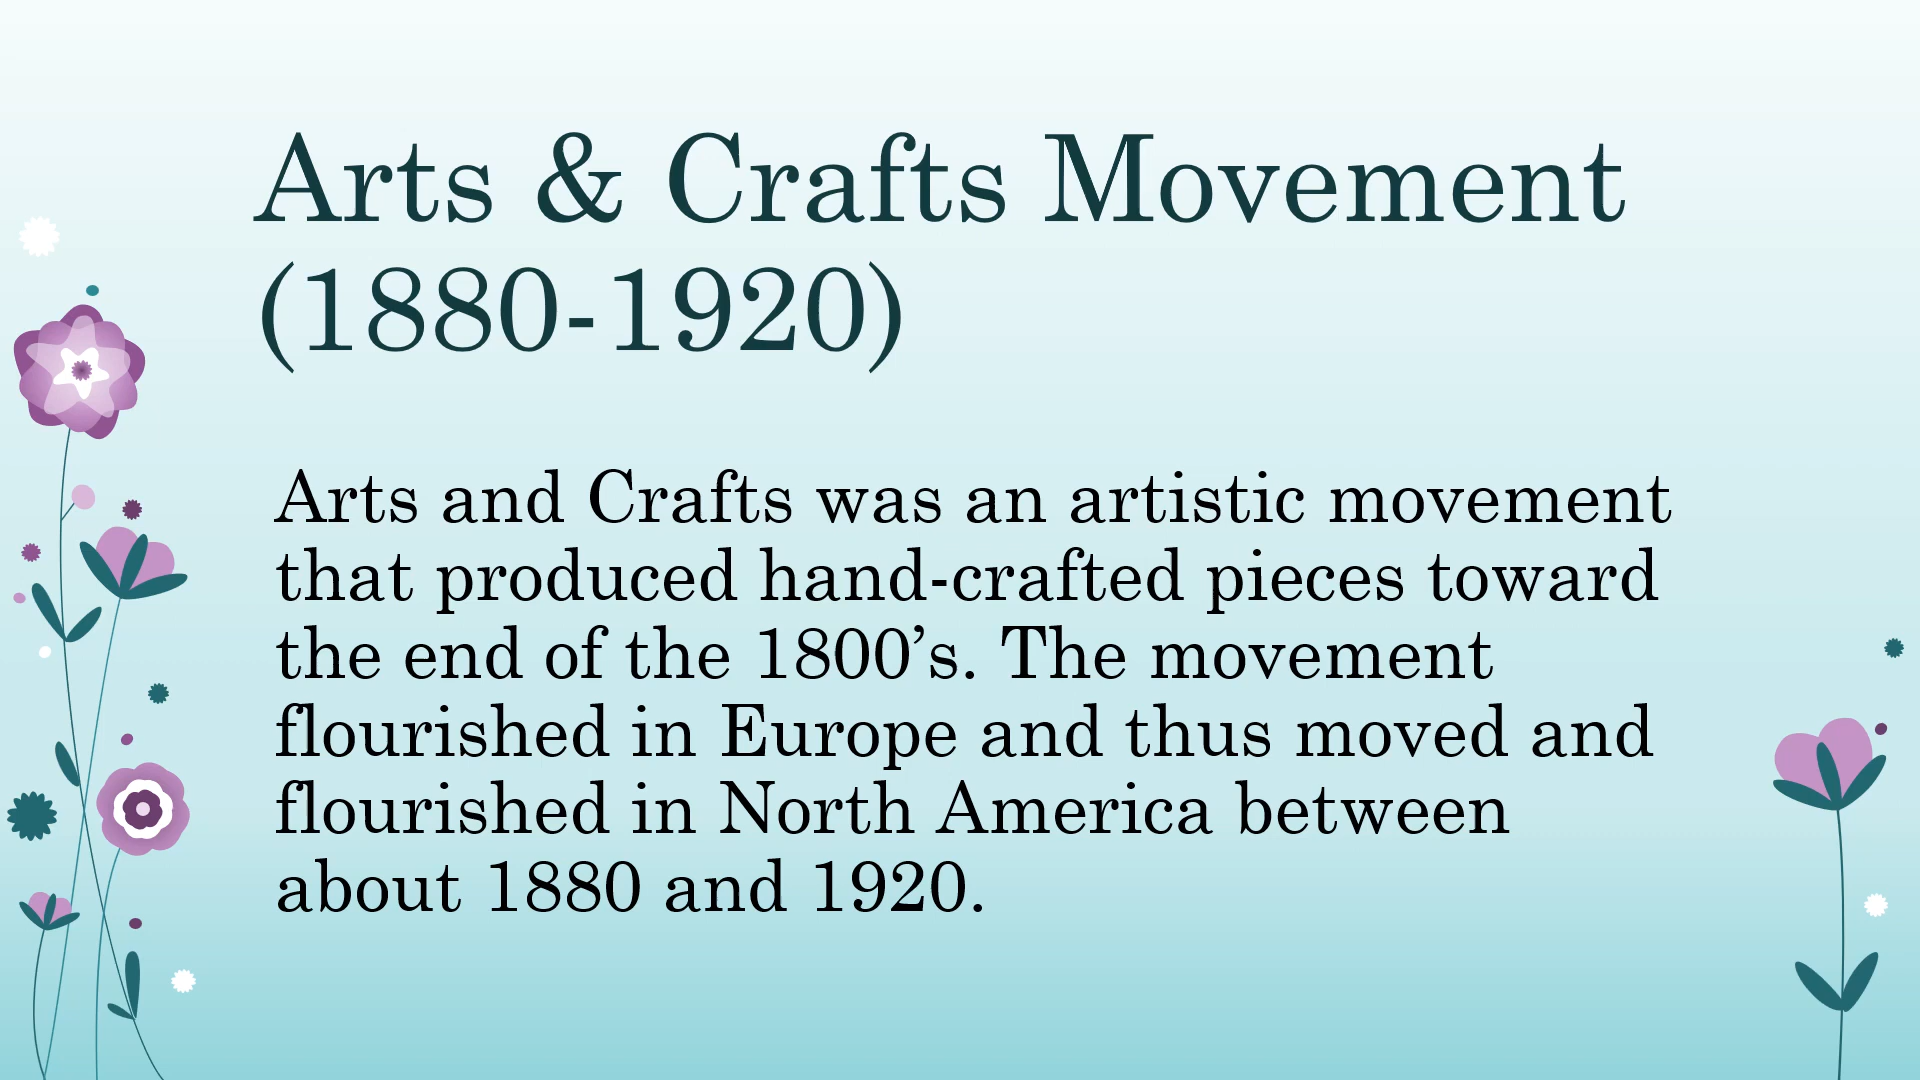 Arts & Crafts Movement
(1880-1920)
Arts and Crafts was an artistic movement
that produced hand-crafted pieces toward
the end of the 1800’s. The movement
flourished in Europe and thus moved and
flourished in North America between
about 1880 and 1920.